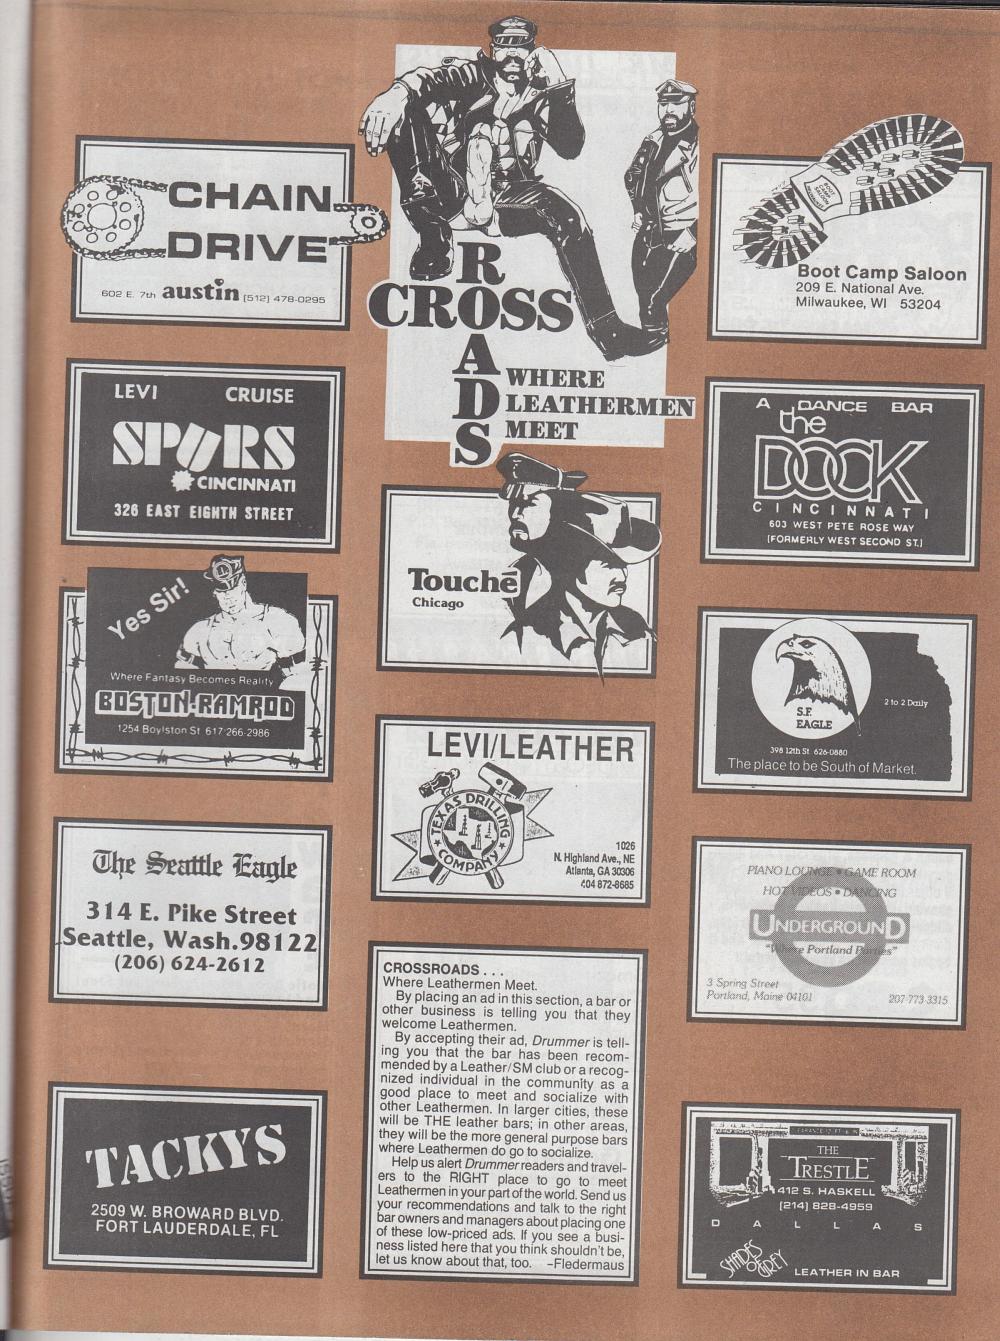 CHAIN
DRIVE
602 E. 7th austin [512] 478-0295
CROSS
ROADS
WHERE
LEATHERMEN
MEET
BOOT
CAMP
SALOON
Boot Camp Saloon
209 E. National Ave.
Milwaukee, WI 53204
LEVI CRUISE
SPURS
CINCINNATI
326 EAST EIGHTH STREET
Touché
Chicago
A DANCE BAR
the
DOCK
CINCINNATI
603 WEST PETE ROSE WAY
[FORMERLY WEST SECOND ST.]
Yes Sir!
Where Fantasy Becomes Reality
BOSTON-RAMROD
1254 Boylston St 617-266-2986
LEVI/LEATHER
TEXAS DRILLING
COMPANY
1026
N. Highland Ave., NE
Atlanta, GA 30306
404 872-8685
S.F.
EAGLE
2 to 2 Daily
398 12th St 626-0880
The place to be South of Market.
The Seattle Eagle
314 E. Pike Street
Seattle, Wash.98122
(206) 624-2612
CROSSROADS . . .
Where Leathermen Meet.
By placing an ad in this section, a bar or
other business is telling you that they
welcome Leathermen.
By accepting their ad, Drummer is tell-
ing you that the bar has been recom-
mended by a Leather/SM club or a recog-
nized individual in the community as a
good place to meet and socialize with
other Leathermen. In larger cities, these
will be THE leather bars; in other areas,
they will be the more general purpose bars
where Leathermen do go to socialize.
Help us alert Drummer readers and travel-
ers to the RIGHT place to go to meet
Leathermen in your part of the world. Send us
your recommendations and talk to the right
bar owners and managers about placing one
of these low-priced ads. If you see a busi-
ness listed here that you think shouldn't be,
let us know about that, too. –Fledermaus
PIANO LOUNGE • GAME ROOM
HOT VIDEOS • DANCING
UNDERGROUND
"Where Portland Parties"
3 Spring Street
Portland, Maine 04101
207-773-3315
TACKYS
2509 W. BROWARD BLVD.
FORT LAUDERDALE, FL
THE
TRESTLE
412 S. HASKELL
[214] 828-4959
DALLAS
SHADES
OF GREY
LEATHER IN BAR